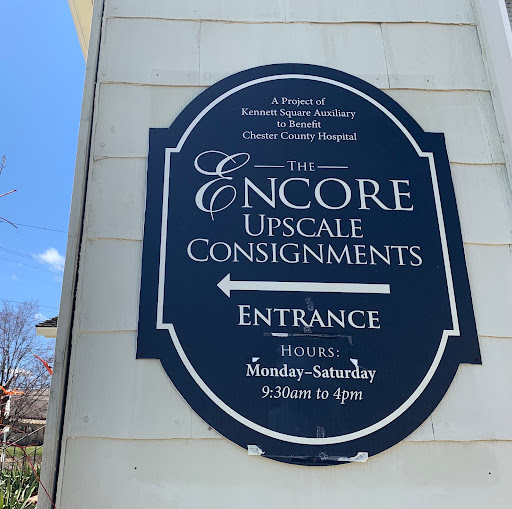 A Project of
Kennett Square Auxiliary
to Benefit
Chester County Hospital
THE
ENCORE
UPSCALE
CONSIGNMENTS
ENTRANCE
HOURS:
Monday–Saturday
9:30am to 4pm